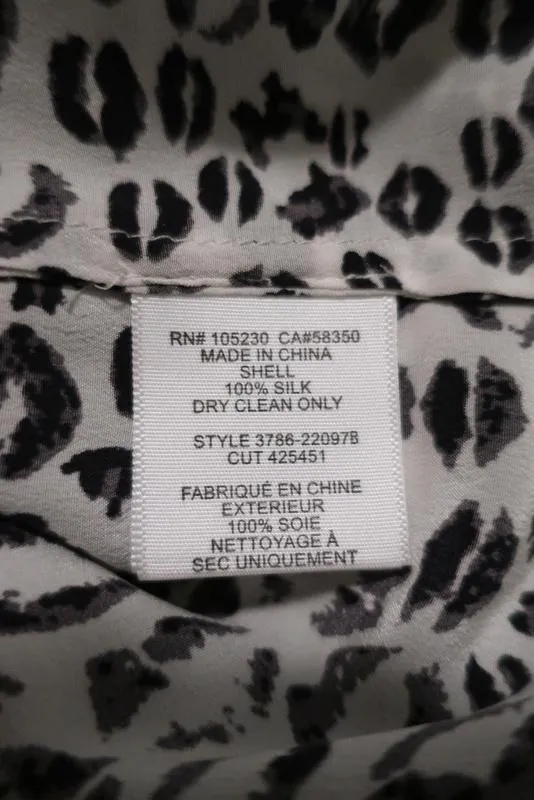 RN# 105230 CA#58350
MADE IN CHINA
SHELL
100% SILK
DRY CLEAN ONLY
STYLE 3786-22097B
CUT 425451
FABRIQUÉ EN CHINE
EXTERIEUR
100% SOIE
NETTOYAGE À
SEC UNIQUEMENT